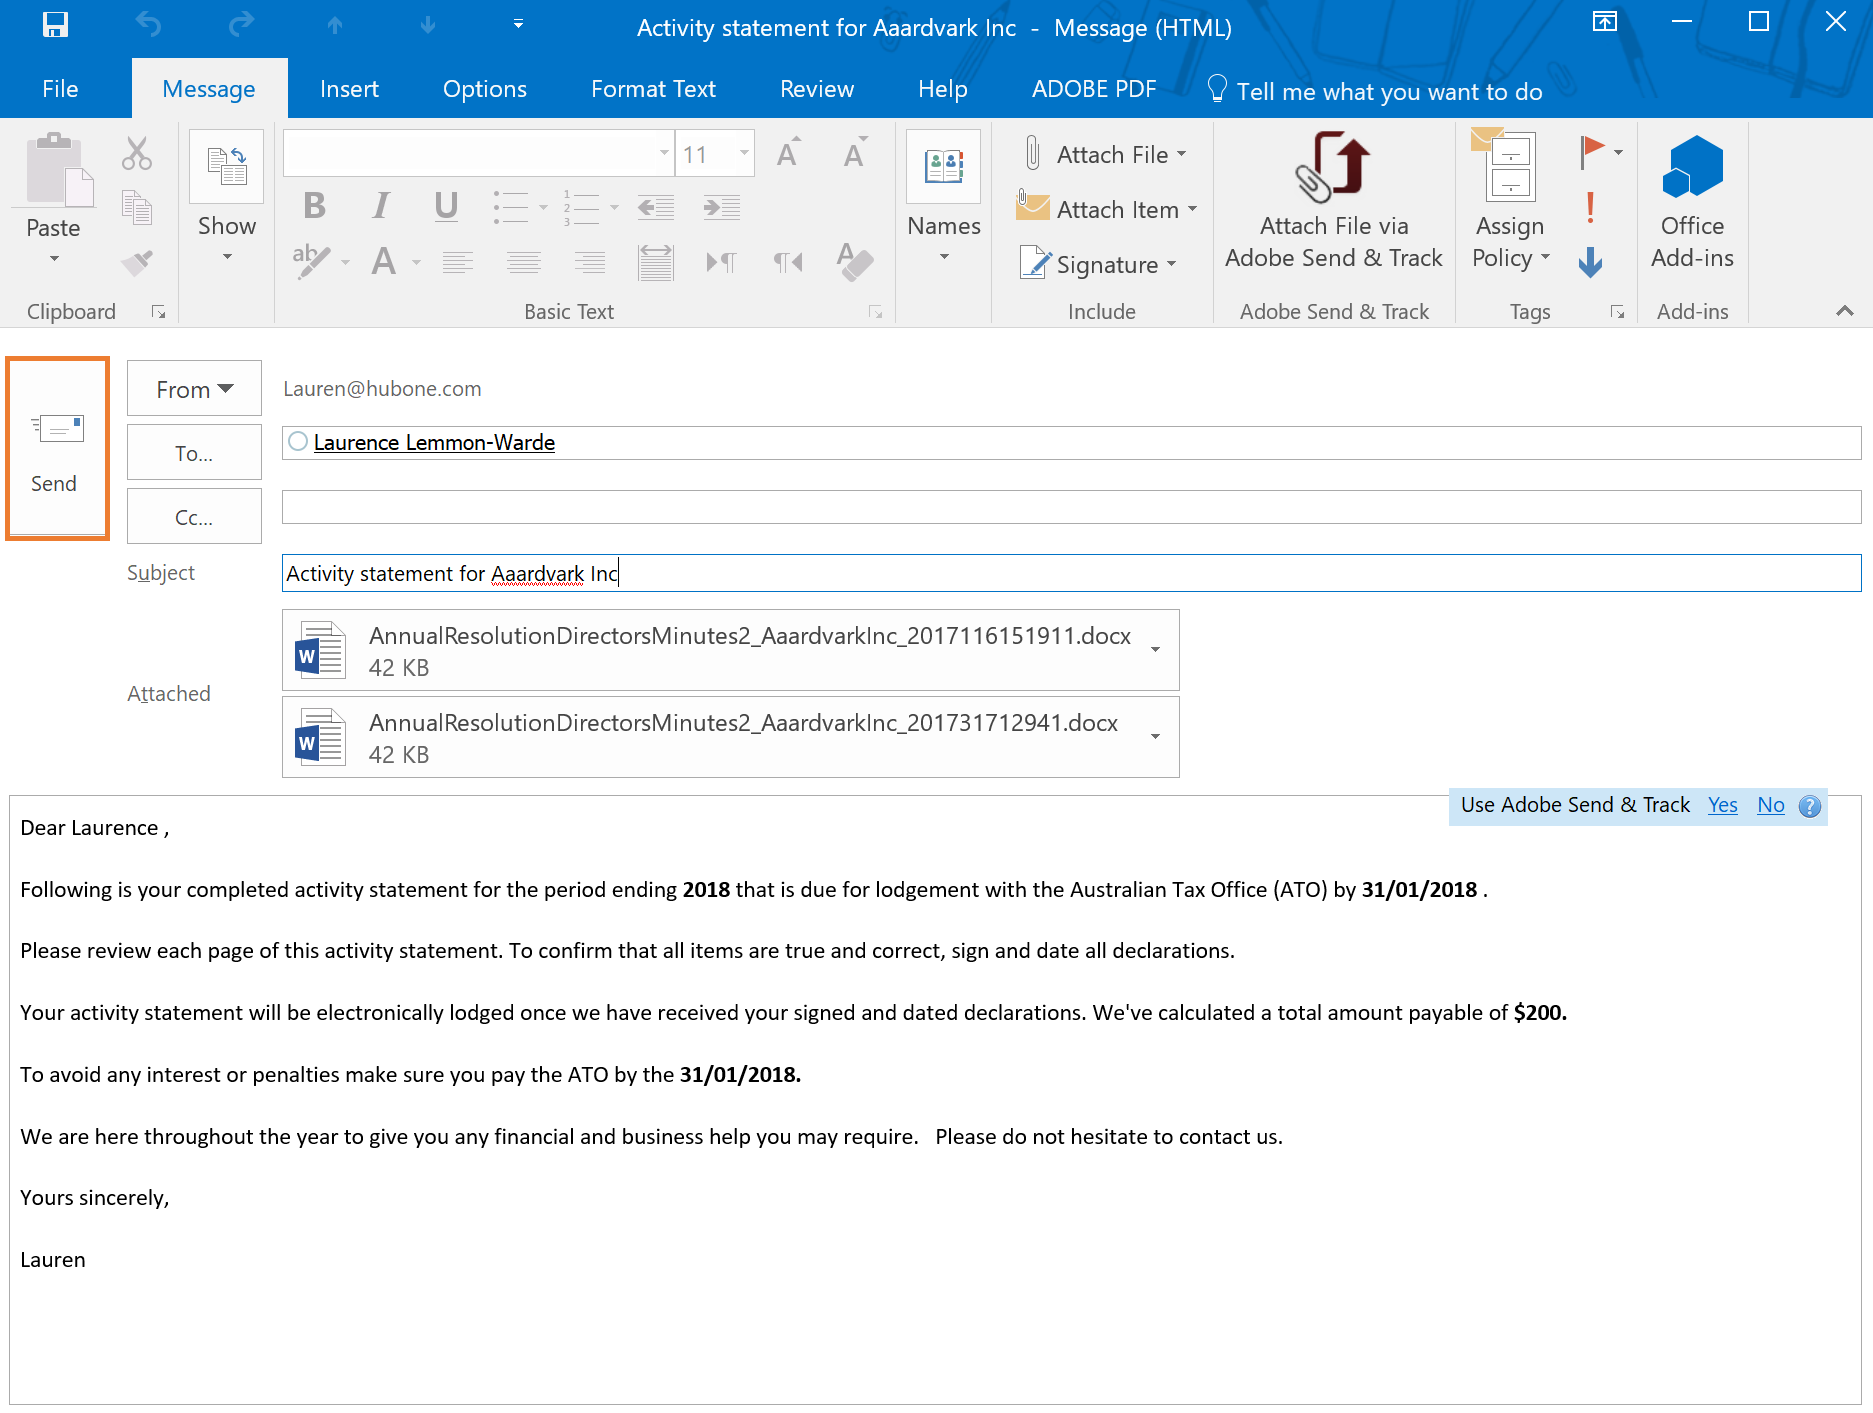 Activity statement for Aaardvark Inc - Message (HTML)
File Message Insert Options Format Text Review Help ADOBE PDF Tell me what you want to do
Paste
Clipboard
Show
11
A A
B I U
1 2 3
ab A A
Basic Text
Names
Attach File
Attach Item
Signature
Include
Attach File via
Adobe Send & Track
Adobe Send & Track
Assign
Policy
Tags
Office
Add-ins
Add-ins
Send
From Lauren@hubone.com
To... Laurence Lemmon-Warde
Cc...
Subject Activity statement for Aaardvark Inc
Attached
W AnnualResolutionDirectorsMinutes2_AaardvarkInc_2017116151911.docx
42 KB
W AnnualResolutionDirectorsMinutes2_AaardvarkInc_201731712941.docx
42 KB
Use Adobe Send & Track Yes No ?
Dear Laurence ,
Following is your completed activity statement for the period ending 2018 that is due for lodgement with the Australian Tax Office (ATO) by 31/01/2018 .
Please review each page of this activity statement. To confirm that all items are true and correct, sign and date all declarations.
Your activity statement will be electronically lodged once we have received your signed and dated declarations. We've calculated a total amount payable of $200.
To avoid any interest or penalties make sure you pay the ATO by the 31/01/2018.
We are here throughout the year to give you any financial and business help you may require.   Please do not hesitate to contact us.
Yours sincerely,
Lauren